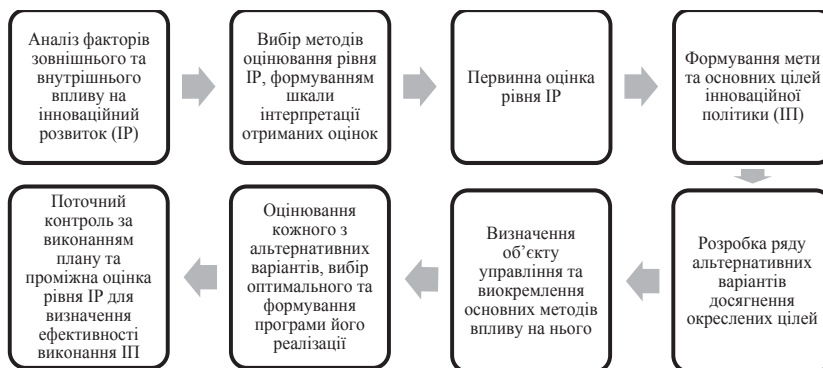 Аналіз факторів
зовнішнього та
внутрішнього
впливу на
інноваційний
розвиток (ІР)
Вибір методів
оцінювання рівня
ІР, формуванням
шкали
інтерпретації
отриманих оцінок
Первинна оцінка
рівня ІР
Формування мети
та основних цілей
інноваційної
політики (ІП)
Розробка ряду
альтернативних
варіантів
досягнення
окреслених цілей
Визначення
об’єкту
управління та
виокремлення
основних методів
впливу на нього
Оцінювання
кожного з
альтернативних
варіантів, вибір
оптимального та
формування
програми його
реалізації
Поточний
контроль за
виконанням
плану та
проміжна оцінка
рівня ІР для
визначення
ефективності
виконання ІП